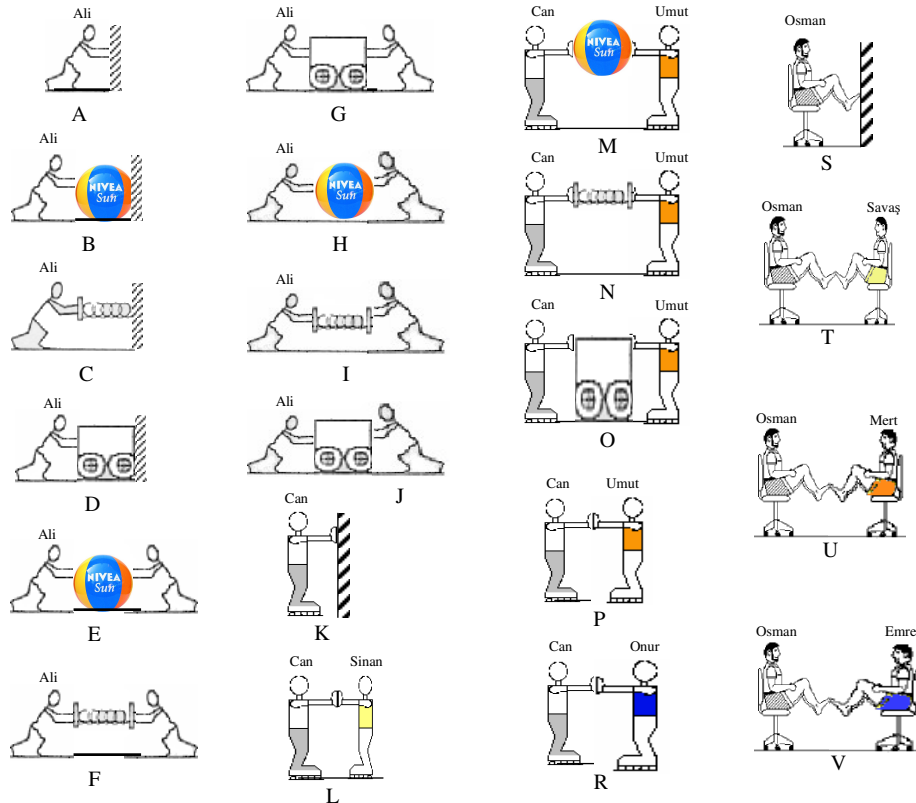 Ali
A
Ali
NIVEA
Sun
B
Ali
C
Ali
D
Ali
NIVEA
Sun
E
Ali
F
Ali
G
Ali
NIVEA
Sun
H
Ali
I
Ali
J
Can
K
Can Sinan
L
Can Umut
NIVEA
Sun
M
Can Umut
N
Can Umut
O
Can Umut
P
Can Onur
R
Osman
S
Osman Savaş
T
Osman Mert
U
Osman Emre
V